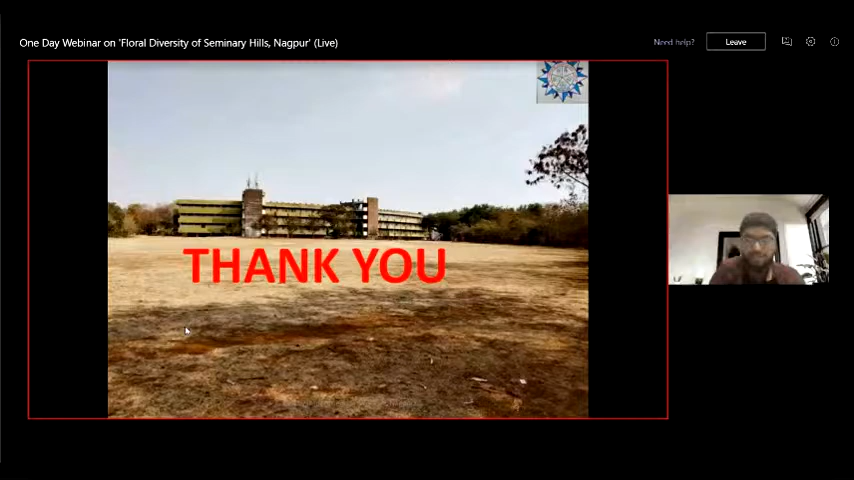 One Day Webinar on 'Floral Diversity of Seminary Hills, Nagpur' (Live)
Need help?
Leave
THANK YOU